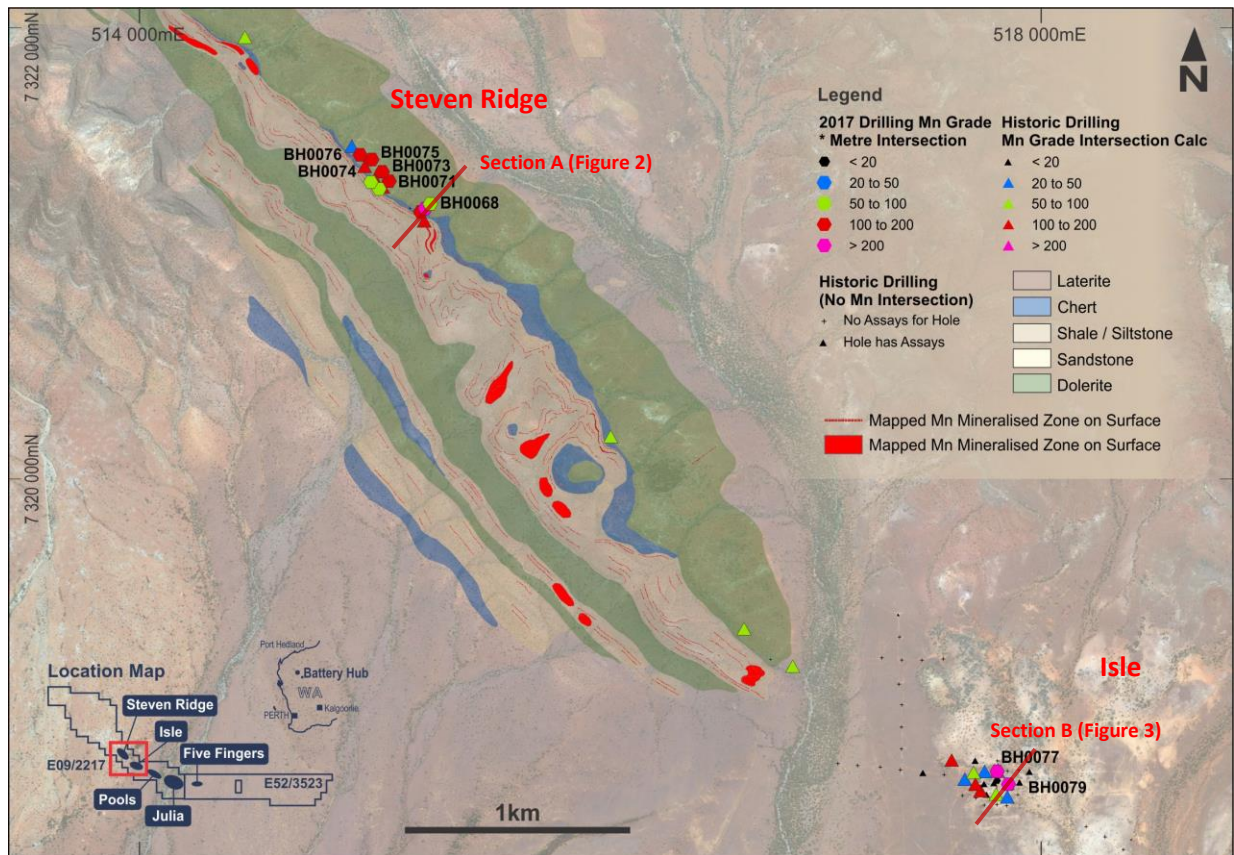 514 000mE
518 000mE
7 322 000mN
7 320 000mN
N
Steven Ridge
Section A (Figure 2)
BH0076
BH0075
BH0074
BH0073
BH0071
BH0068
Legend
2017 Drilling Mn Grade
* Metre Intersection
< 20
20 to 50
50 to 100
100 to 200
> 200
Historic Drilling
Mn Grade Intersection Calc
< 20
20 to 50
50 to 100
100 to 200
> 200
Historic Drilling
(No Mn Intersection)
No Assays for Hole
Hole has Assays
Laterite
Chert
Shale / Siltstone
Sandstone
Dolerite
Mapped Mn Mineralised Zone on Surface
Mapped Mn Mineralised Zone on Surface
Isle
Section B (Figure 3)
BH0077
BH0079
Location Map
Steven Ridge
Isle
Five Fingers
E09/2217
E52/3523
Pools
Julia
Port Hedland
Battery Hub
WA
Kalgoorlie
PERTH
1km